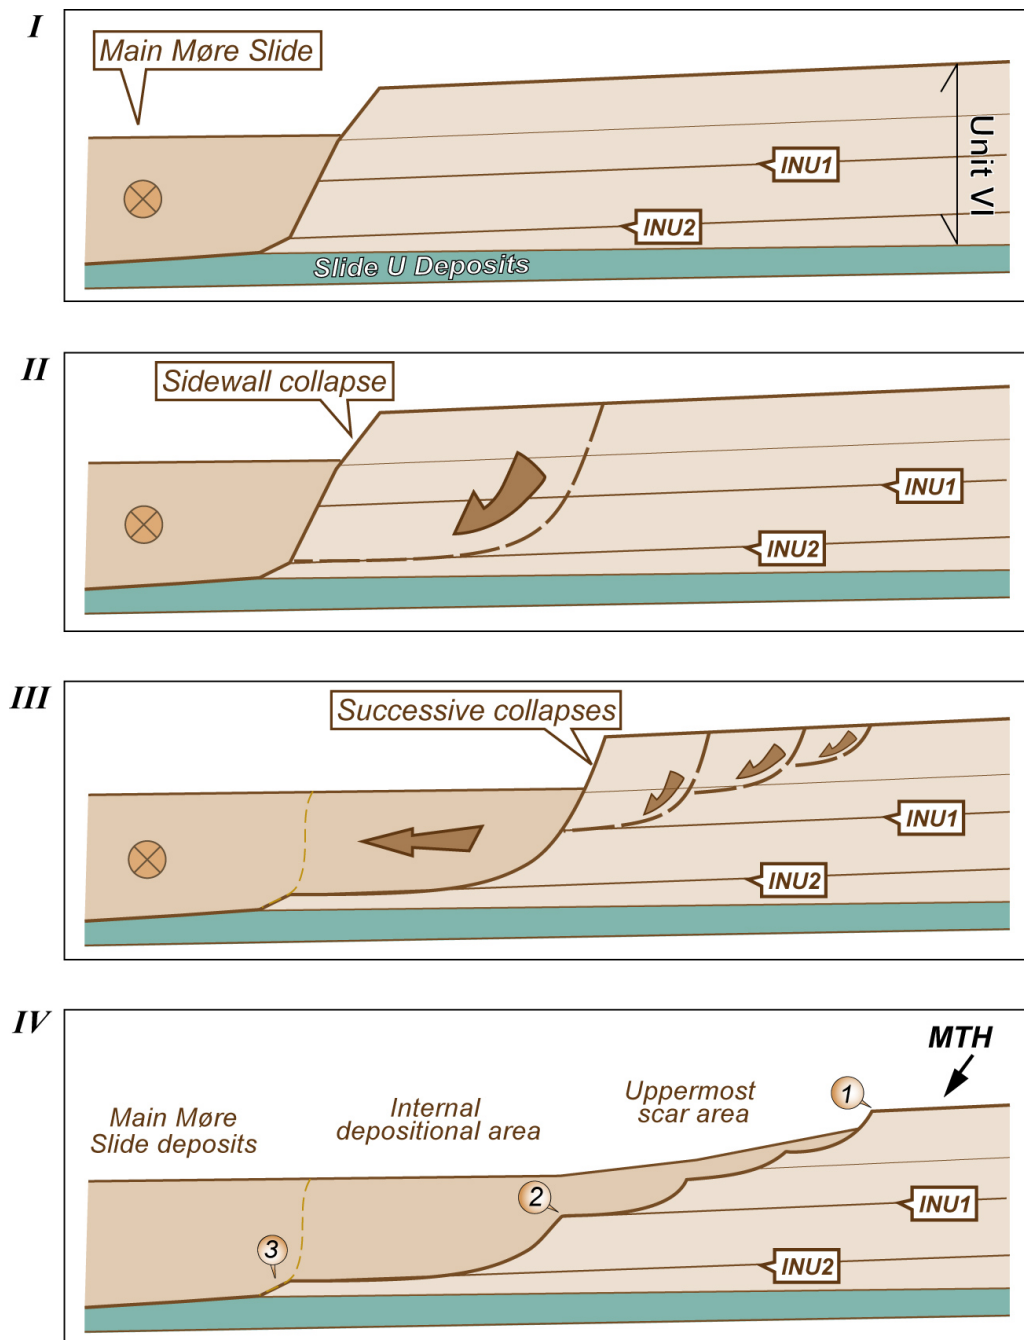 I
Main Møre Slide
INU1
Unit VI
INU2
Slide U Deposits
II
Sidewall collapse
INU1
INU2
III
Successive collapses
INU1
INU2
IV
MTH
1
Uppermost
scar area
Internal
depositional area
Main Møre
Slide deposits
2
INU1
3
INU2